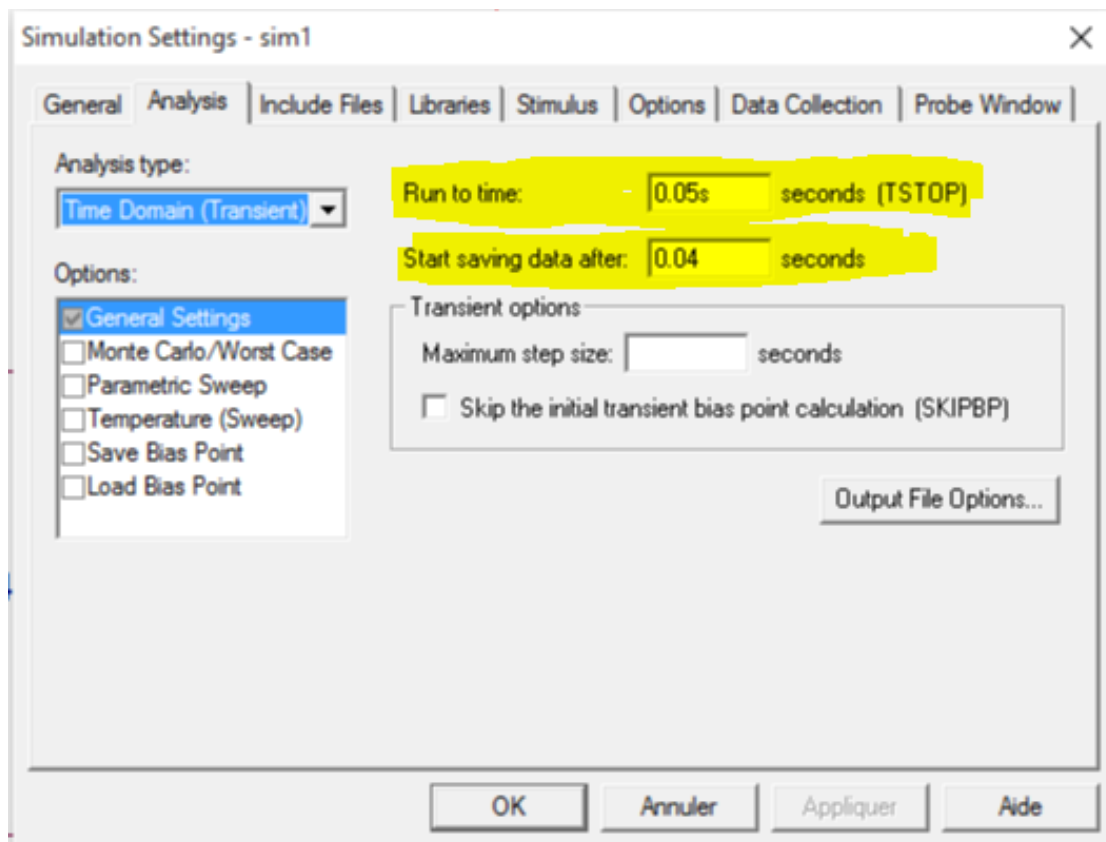 Simulation Settings - sim1
General Analysis Include Files Libraries Stimulus Options Data Collection Probe Window
Analysis type:
Time Domain (Transient)
Options:
General Settings
Monte Carlo/Worst Case
Parametric Sweep
Temperature (Sweep)
Save Bias Point
Load Bias Point
Run to time: 0.05s seconds (TSTOP)
Start saving data after: 0.04 seconds
Transient options
Maximum step size: seconds
Skip the initial transient bias point calculation (SKIPBP)
Output File Options...
OK Annuler Appliquer Aide